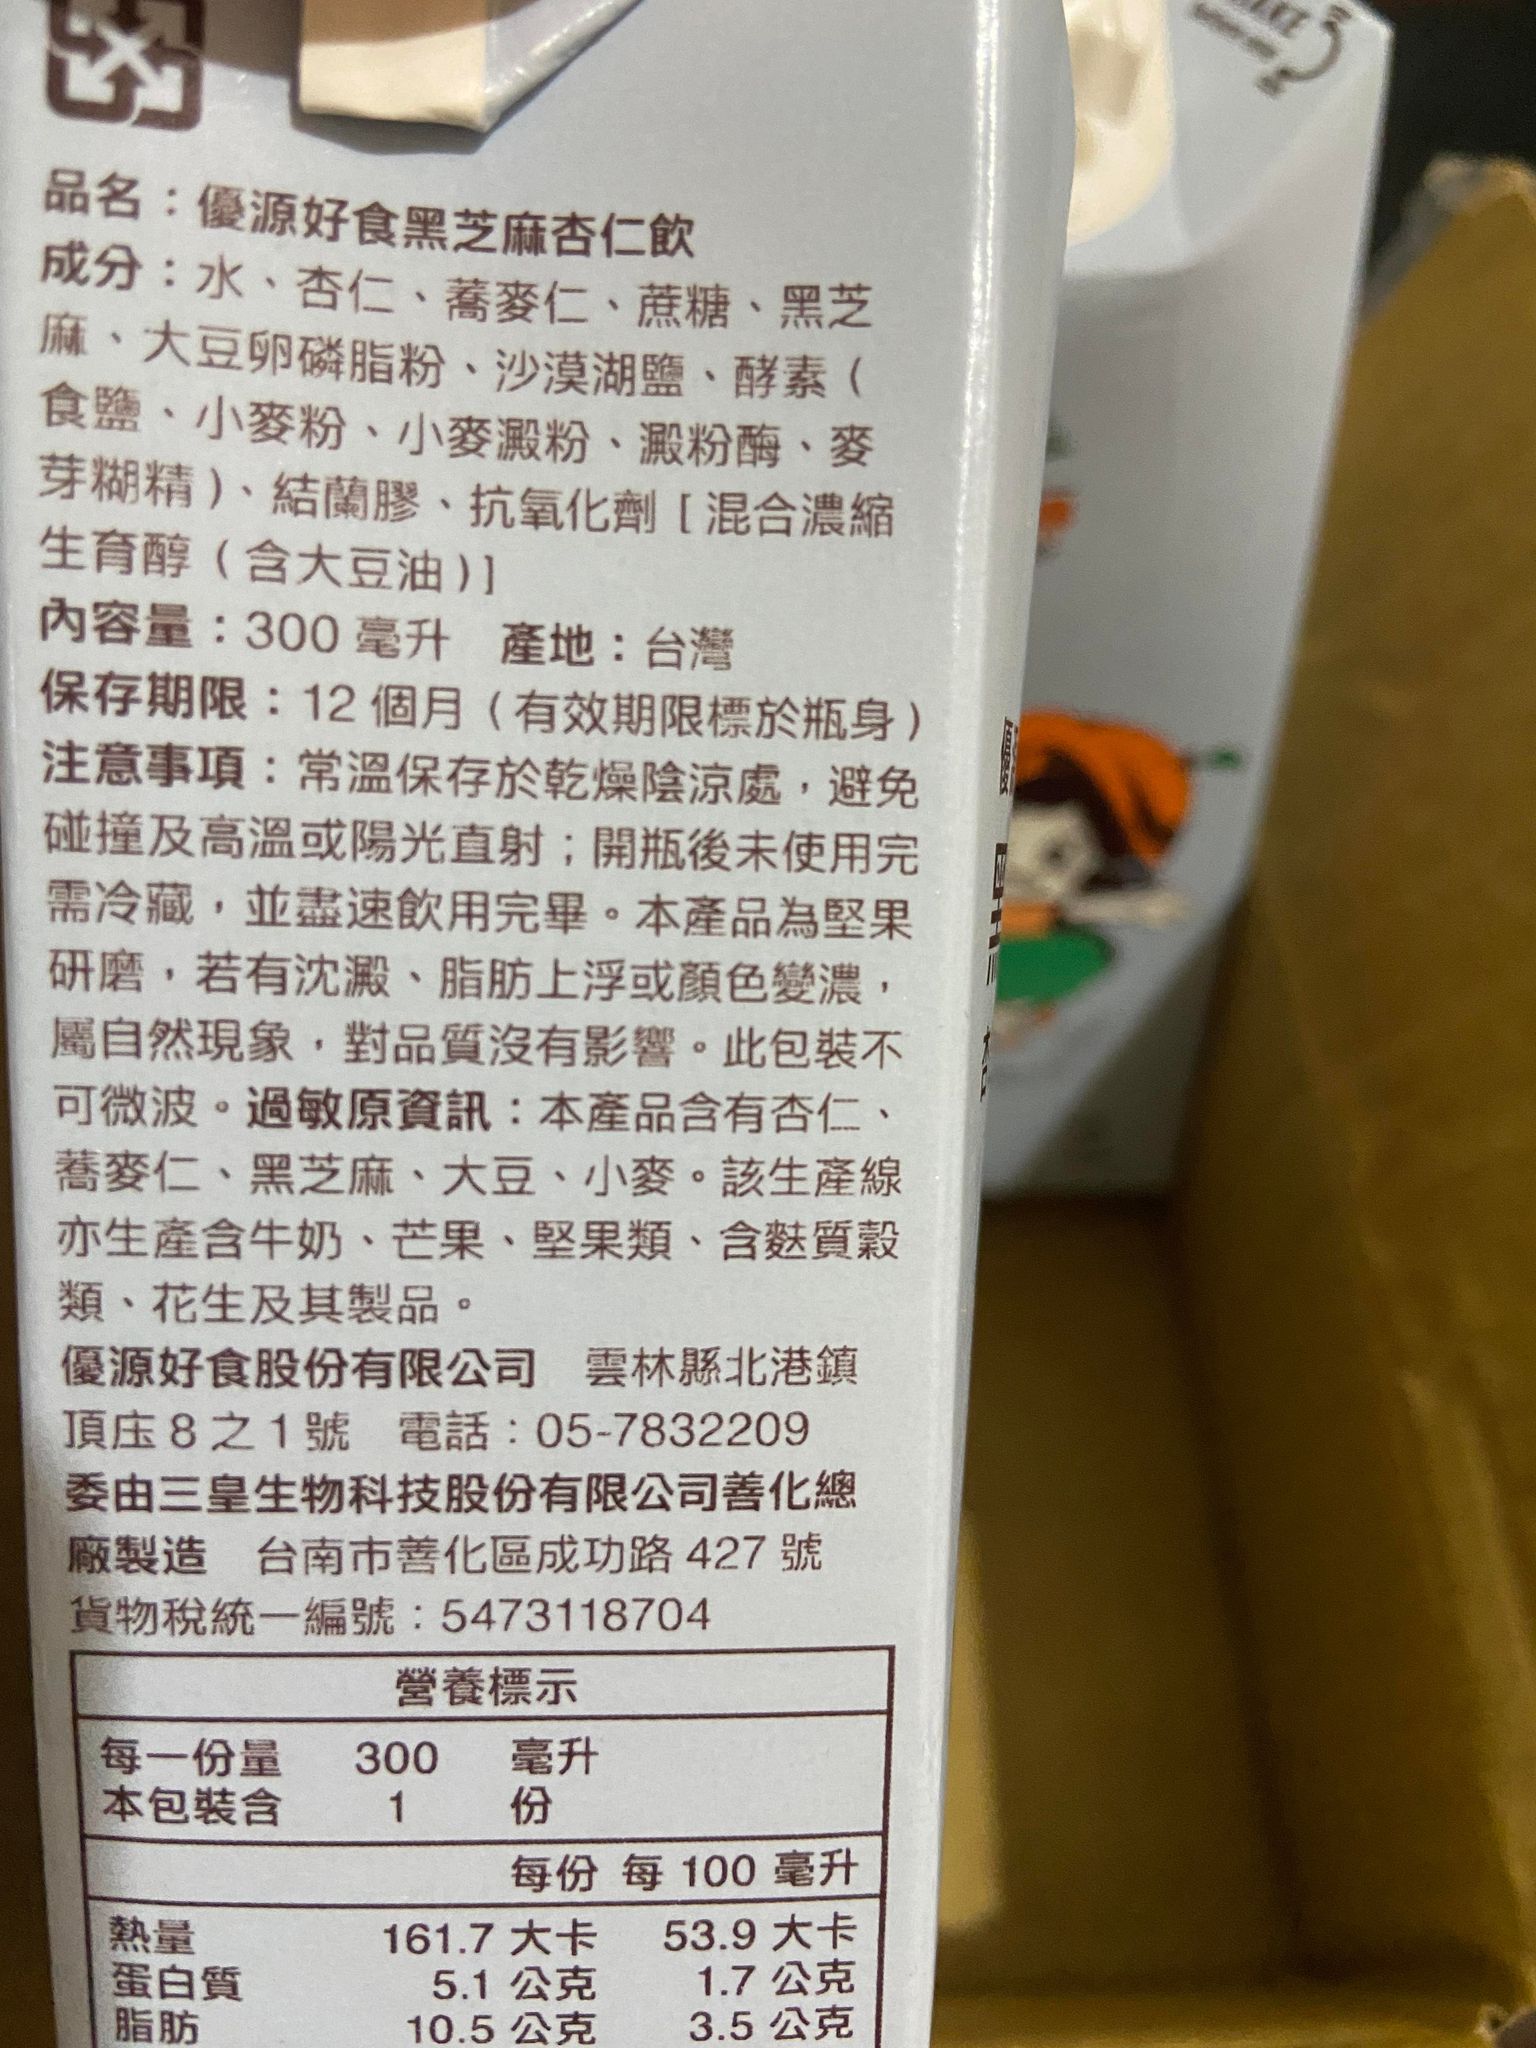 品名：優源好食黑芝麻杏仁飲
成分：水、杏仁、蕎麥仁、蔗糖、黑芝
麻、大豆卵磷脂粉、沙漠湖鹽、酵素（
食鹽、小麥粉、小麥澱粉、澱粉酶、麥
芽糊精）、結蘭膠、抗氧化劑［混合濃縮
生育醇（含大豆油）］
內容量：300 毫升 產地：台灣
保存期限：12 個月（有效期限標於瓶身）
注意事項：常溫保存於乾燥陰涼處，避免
碰撞及高溫或陽光直射；開瓶後未使用完
需冷藏，並盡速飲用完畢。本產品為堅果
研磨，若有沈澱、脂肪上浮或顏色變濃，
屬自然現象，對品質沒有影響。此包裝不
可微波。過敏原資訊：本產品含有杏仁、
蕎麥仁、黑芝麻、大豆、小麥。該生產線
亦生產含牛奶、芒果、堅果類、含麩質穀
類、花生及其製品。
優源好食股份有限公司 雲林縣北港鎮
頂庄 8 之 1 號 電話：05-7832209
委由三皇生物科技股份有限公司善化總
廠製造 台南市善化區成功路 427 號
貨物稅統一編號：5473118704
營養標示
每一份量 300 毫升
本包裝含 1 份
每份 每 100 毫升
熱量 161.7 大卡 53.9 大卡
蛋白質 5.1 公克 1.7 公克
脂肪 10.5 公克 3.5 公克